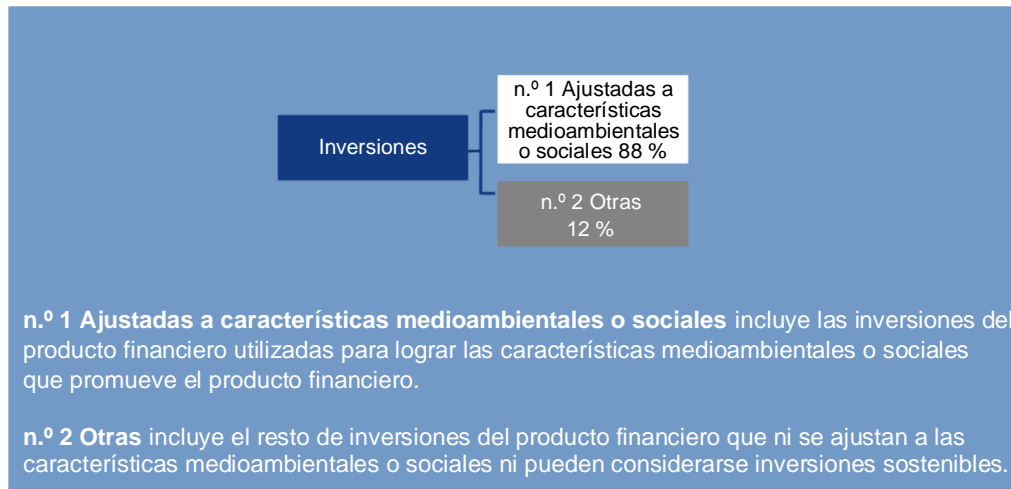 Inversiones
n.º 1 Ajustadas a
características
medioambientales
o sociales 88 %
n.º 2 Otras
12 %
n.º 1 Ajustadas a características medioambientales o sociales incluye las inversiones del
producto financiero utilizadas para lograr las características medioambientales o sociales
que promueve el producto financiero.
n.º 2 Otras incluye el resto de inversiones del producto financiero que ni se ajustan a las
características medioambientales o sociales ni pueden considerarse inversiones sostenibles.